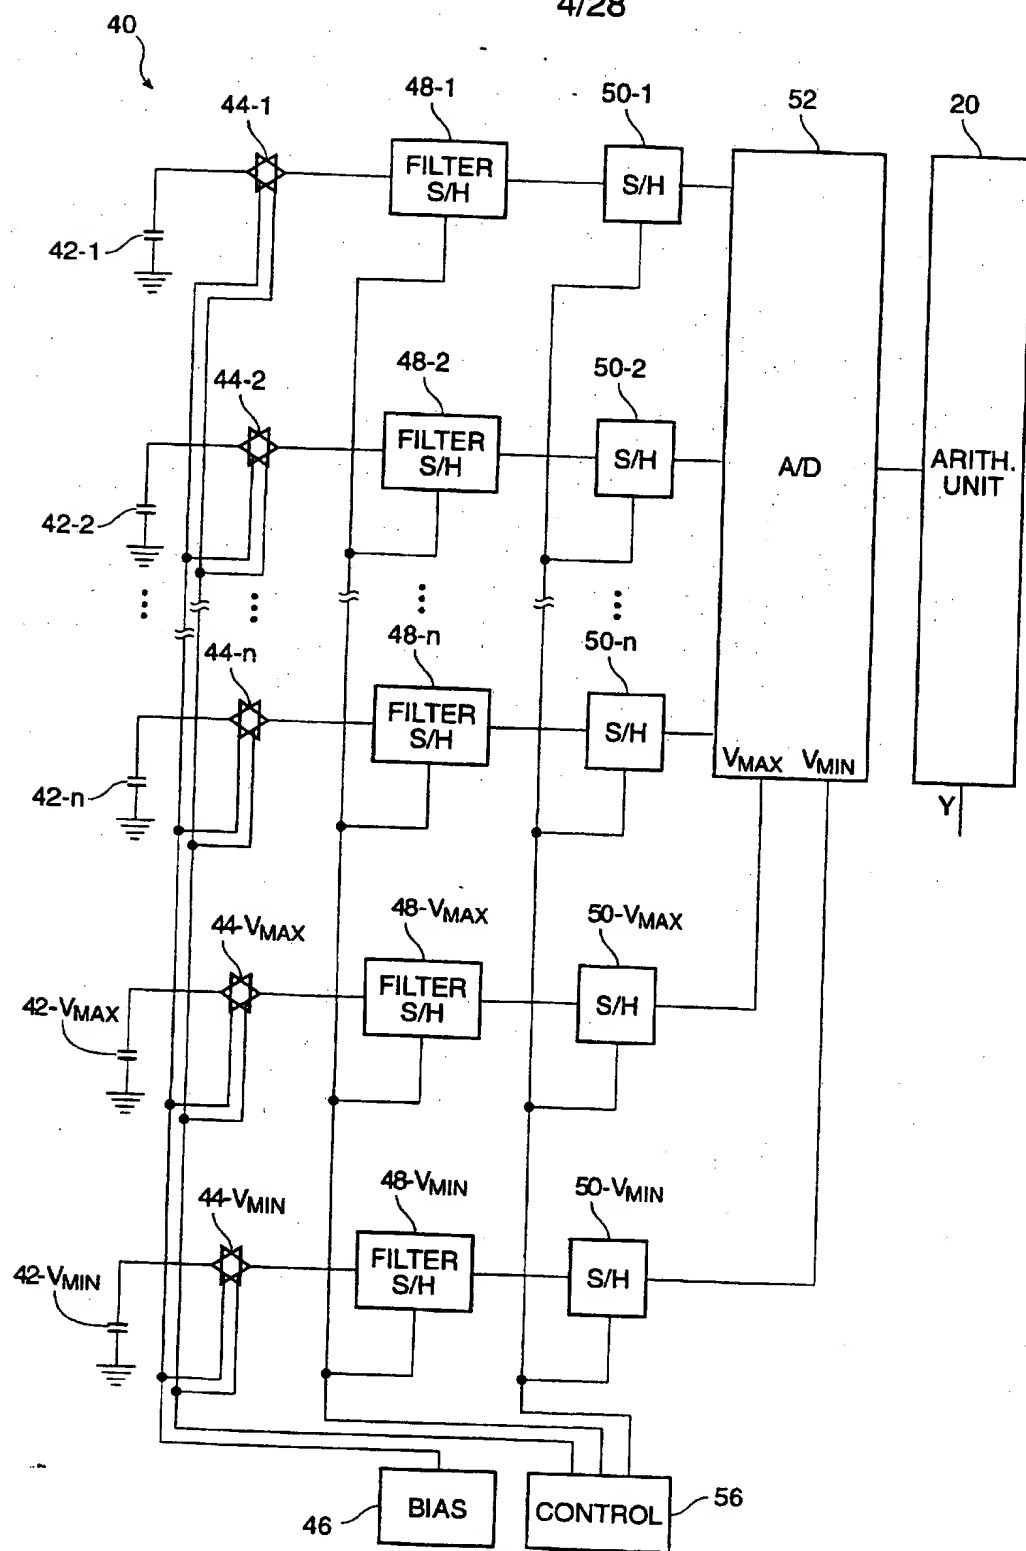 4/28
40
44-1
48-1
50-1
52
20
FILTER
S/H
S/H
42-1
44-2
48-2
50-2
FILTER
S/H
S/H
A/D
ARITH.
UNIT
42-2
44-n
48-n
50-n
FILTER
S/H
S/H
VMAX VMIN
42-n
Y
44-VMAX
48-VMAX
50-VMAX
FILTER
S/H
S/H
42-VMAX
44-VMIN
48-VMIN
50-VMIN
FILTER
S/H
S/H
42-VMIN
BIAS
46
CONTROL
56